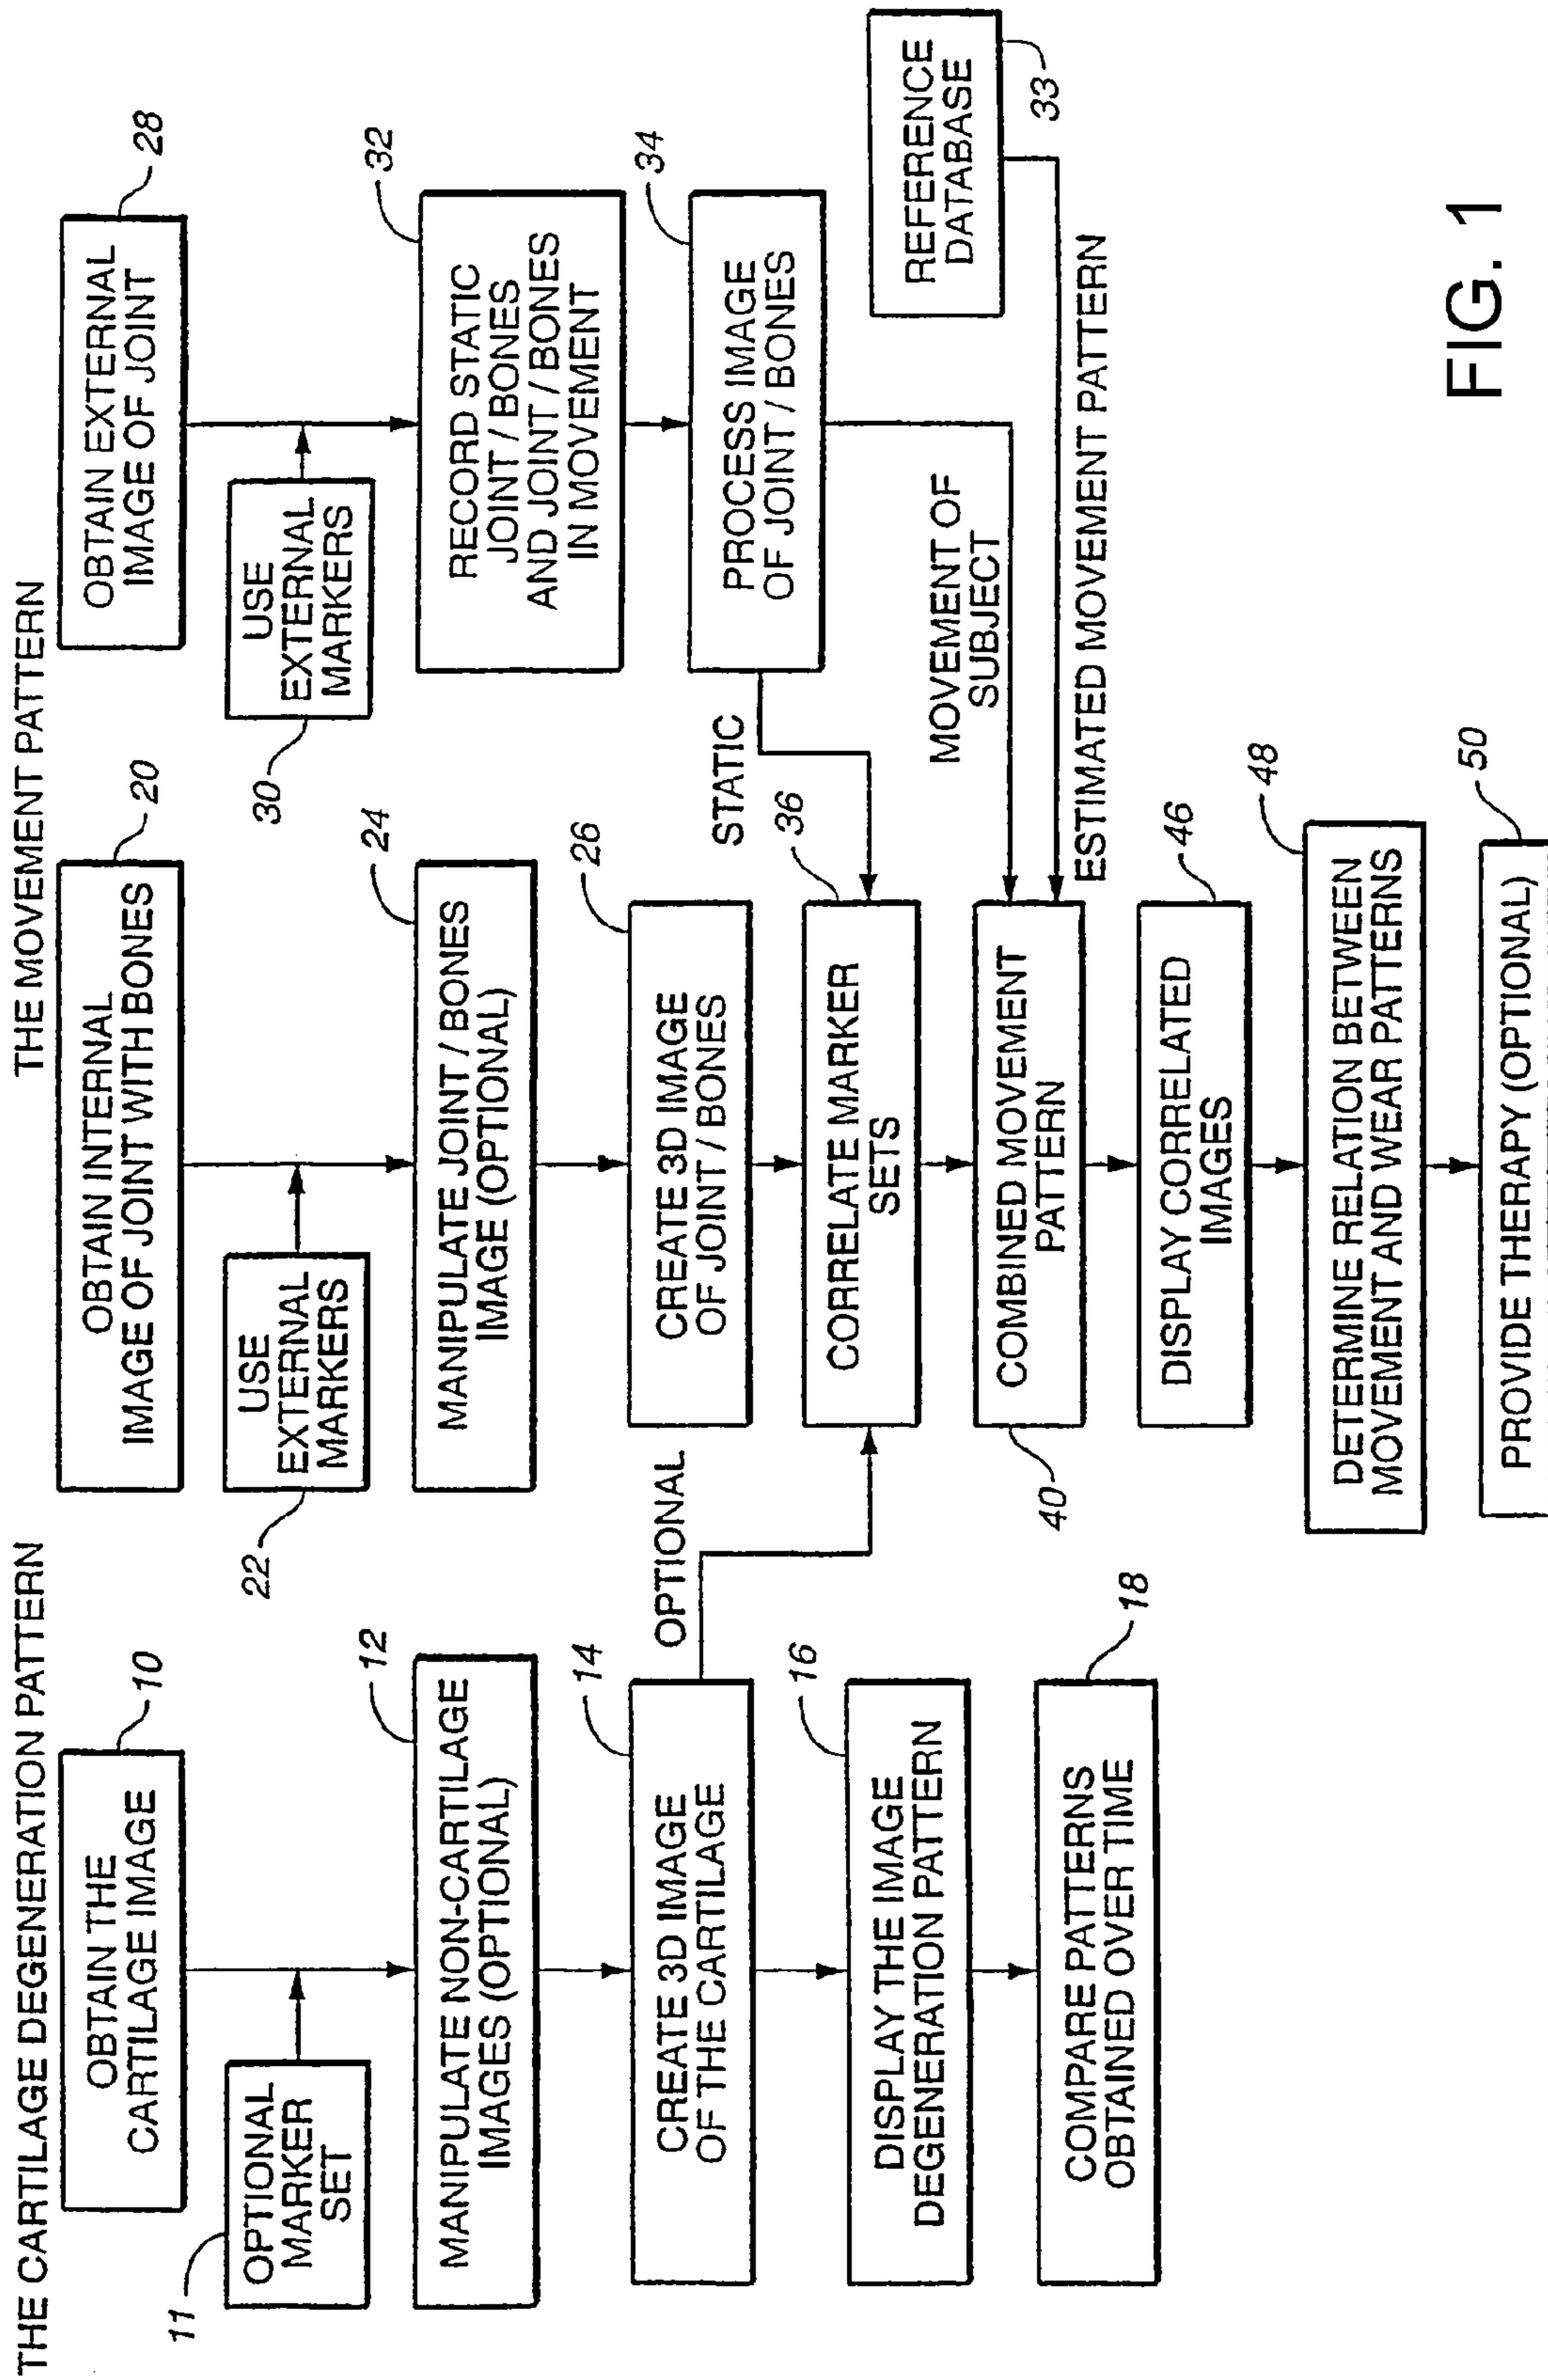 THE CARTILAGE DEGENERATION PATTERN
10
OBTAIN THE
CARTILAGE IMAGE
11
OPTIONAL
MARKER
SET
12
MANIPULATE NON-CARTILAGE
IMAGES (OPTIONAL)
14
CREATE 3D IMAGE
OF THE CARTILAGE
OPTIONAL
16
DISPLAY THE IMAGE
DEGENERATION PATTERN
18
COMPARE PATTERNS
OBTAINED OVER TIME
THE MOVEMENT PATTERN
20
OBTAIN INTERNAL
IMAGE OF JOINT WITH BONES
22
USE
EXTERNAL
MARKERS
24
MANIPULATE JOINT / BONES
IMAGE (OPTIONAL)
26
CREATE 3D IMAGE
OF JOINT / BONES
36
CORRELATE MARKER
SETS
40
COMBINED MOVEMENT
PATTERN
46
DISPLAY CORRELATED
IMAGES
48
DETERMINE RELATION BETWEEN
MOVEMENT AND WEAR PATTERNS
50
PROVIDE THERAPY (OPTIONAL)
28
OBTAIN EXTERNAL
IMAGE OF JOINT
30
USE
EXTERNAL
MARKERS
32
RECORD STATIC
JOINT / BONES
AND JOINT / BONES
IN MOVEMENT
34
PROCESS IMAGE
OF JOINT / BONES
STATIC
MOVEMENT OF
SUBJECT
REFERENCE
DATABASE
33
ESTIMATED MOVEMENT PATTERN
FIG. 1